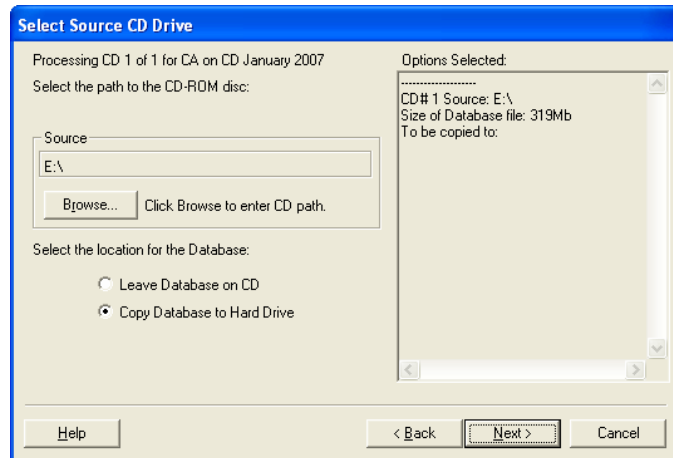 Select Source CD Drive
Processing CD 1 of 1 for CA on CD January 2007
Select the path to the CD-ROM disc:
Source
E:\
Browse... Click Browse to enter CD path.
Select the location for the Database:
Leave Database on CD
Copy Database to Hard Drive
Options Selected:
--------------------
CD# 1 Source: E:\
Size of Database file: 319Mb
To be copied to:
Help
< Back
Next >
Cancel